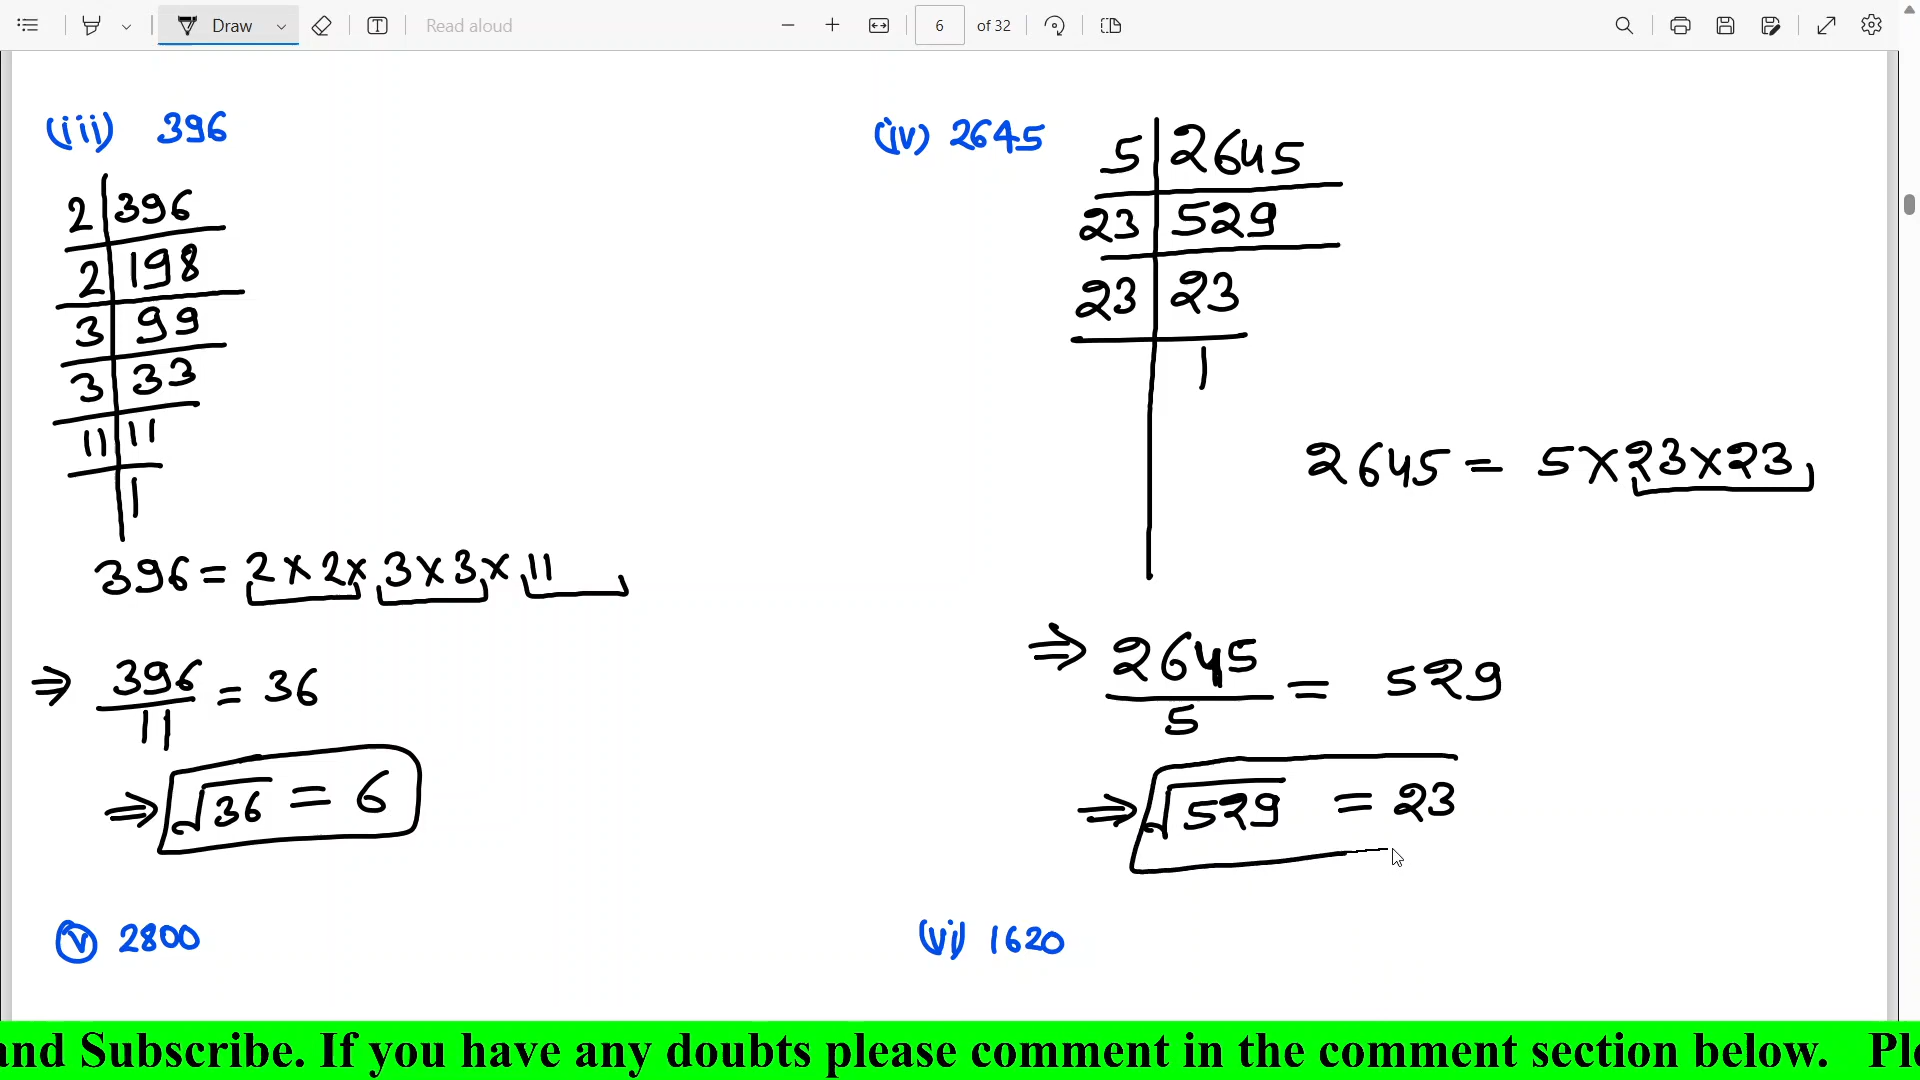 Draw
Read aloud
6 of 32
(iii) 396
2 | 396
2 | 198
3 | 99
3 | 33
11 | 11
1
396 = 2 × 2 × 3 × 3 × 11
⇒ 396/11 = 36
⇒ √36 = 6
(iv) 2645
5 | 2645
23 | 529
23 | 23
1
2645 = 5 × 23 × 23
⇒ 2645/5 = 529
⇒ √529 = 23
(v) 2800
(vi) 1620
and Subscribe. If you have any doubts please comment in the comment section below. Ple